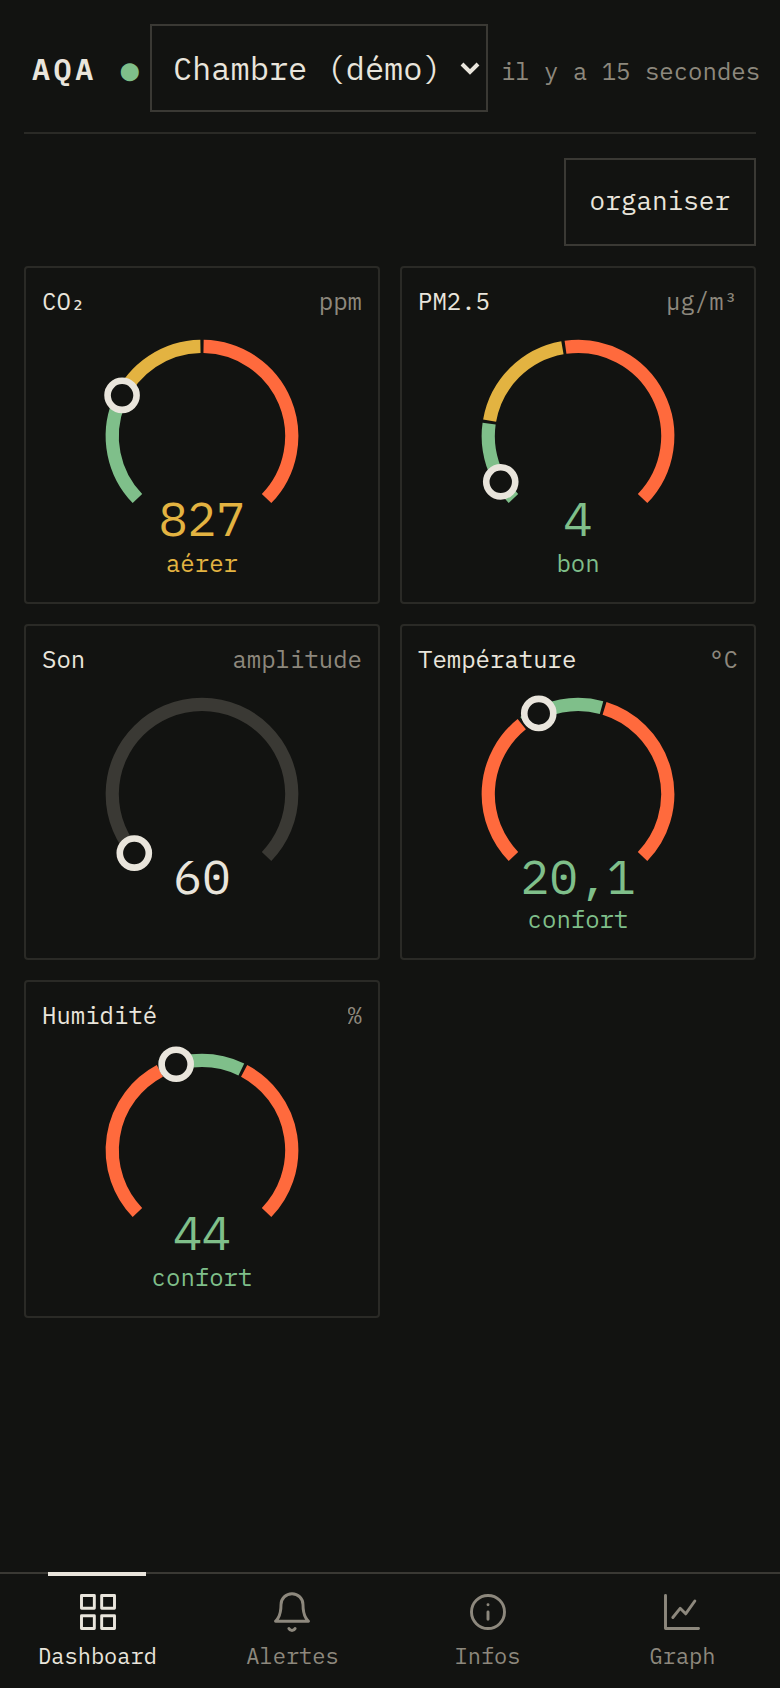 AQA Chambre (démo) il y a 15 secondes
organiser
CO₂ ppm
827
aérer
PM2.5 µg/m³
4
bon
Son amplitude
60
Température °C
20,1
confort
Humidité %
44
confort
Dashboard Alertes Infos Graph